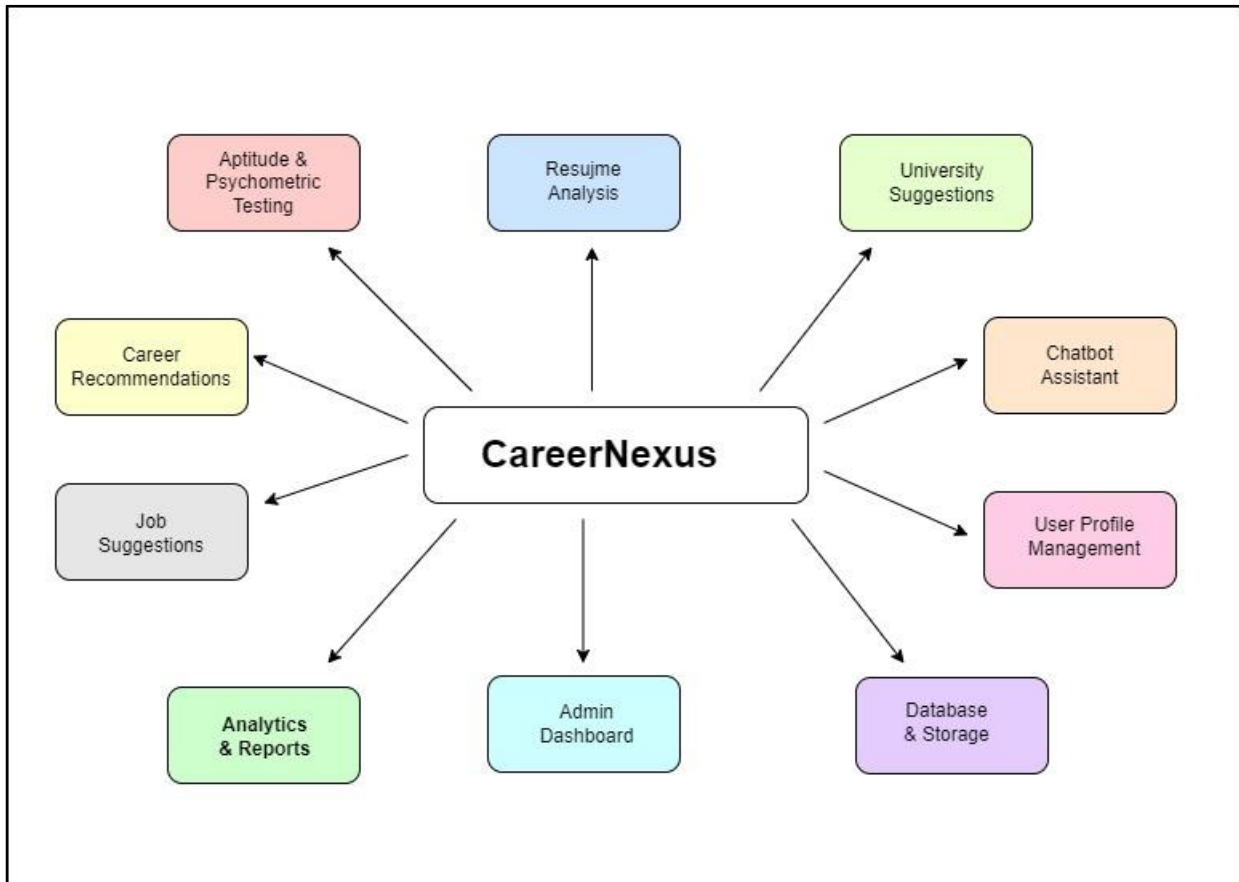 Aptitude &
Psychometric
Testing
Resujme
Analysis
University
Suggestions
Career
Recommendations
Chatbot
Assistant
CareerNexus
Job
Suggestions
User Profile
Management
Analytics
& Reports
Admin
Dashboard
Database
& Storage